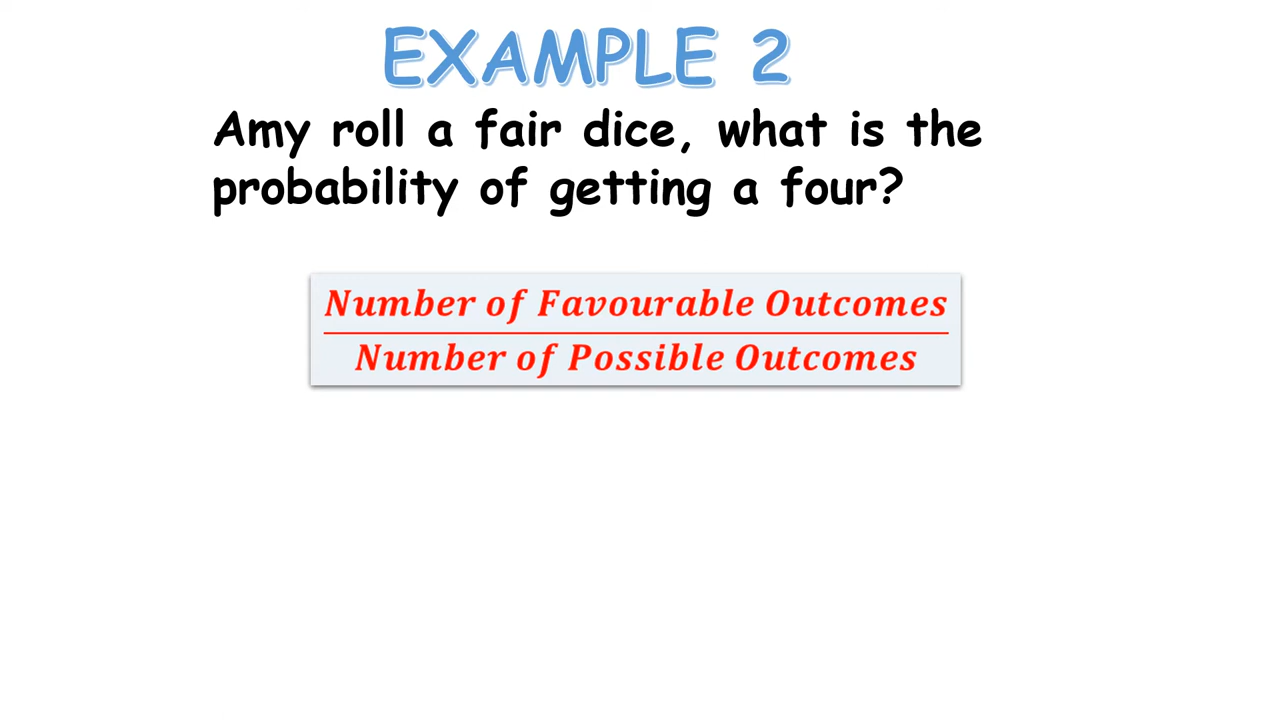 EXAMPLE 2
Amy roll a fair dice, what is the
probability of getting a four?
Number of Favourable Outcomes
Number of Possible Outcomes